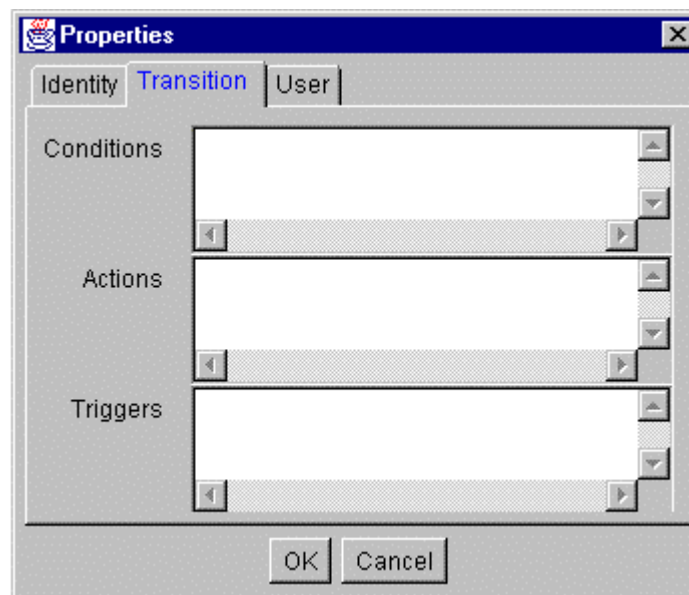 Properties
Identity Transition User
Conditions
Actions
Triggers
OK Cancel